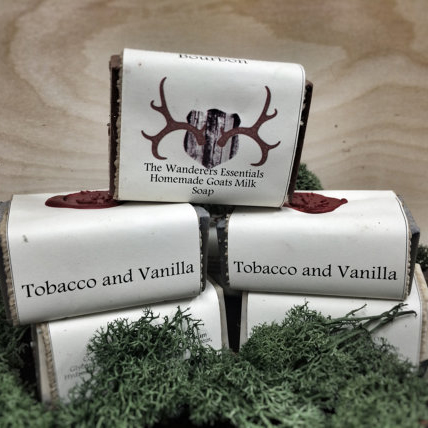 Bourbon
The Wanderers Essentials
Homemade Goats Milk
Soap
Tobacco and Vanilla
Tobacco and Vanilla